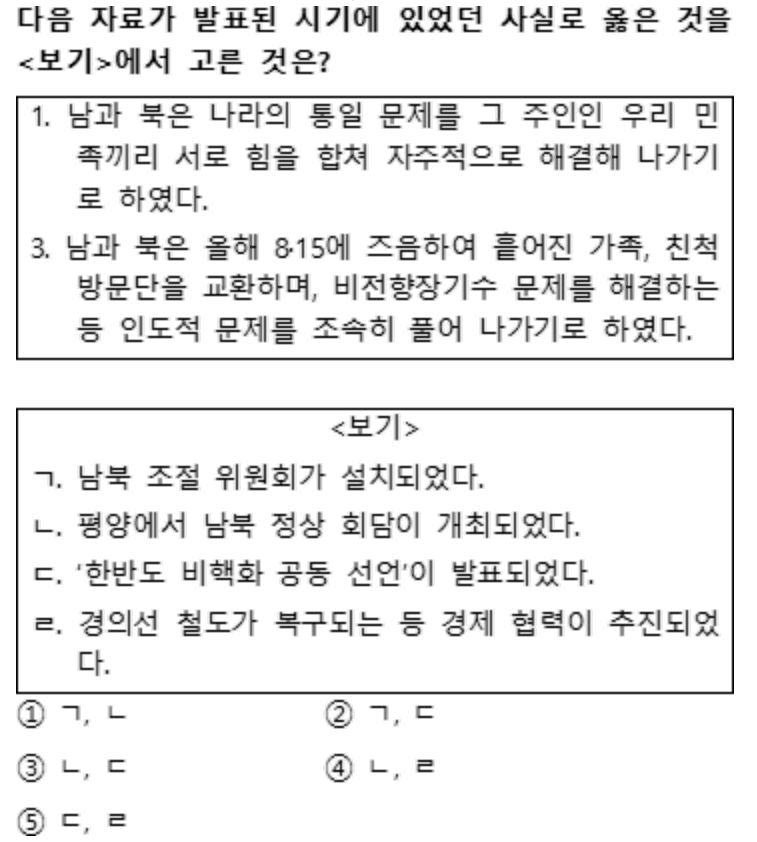 다음 자료가 발표된 시기에 있었던 사실로 옳은 것을
<보기>에서 고른 것은?
1. 남과 북은 나라의 통일 문제를 그 주인인 우리 민
족끼리 서로 힘을 합쳐 자주적으로 해결해 나가기
로 하였다.
3. 남과 북은 올해 8·15에 즈음하여 흩어진 가족, 친척
방문단을 교환하며, 비전향장기수 문제를 해결하는
등 인도적 문제를 조속히 풀어 나가기로 하였다.
<보기>
ㄱ. 남북 조절 위원회가 설치되었다.
ㄴ. 평양에서 남북 정상 회담이 개최되었다.
ㄷ. ‘한반도 비핵화 공동 선언’이 발표되었다.
ㄹ. 경의선 철도가 복구되는 등 경제 협력이 추진되었
다.
① ㄱ, ㄴ ② ㄱ, ㄷ
③ ㄴ, ㄷ ④ ㄴ, ㄹ
⑤ ㄷ, ㄹ